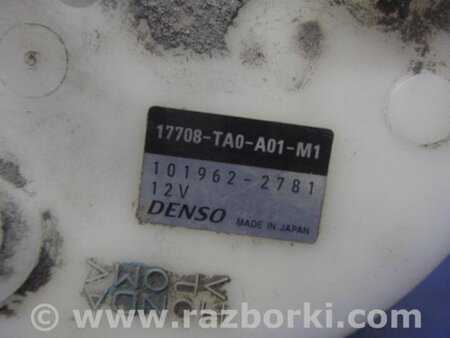 17708-TA0-A01-M1
101962-2781
12V
DENSO MADE IN JAPAN
www.razborki.com